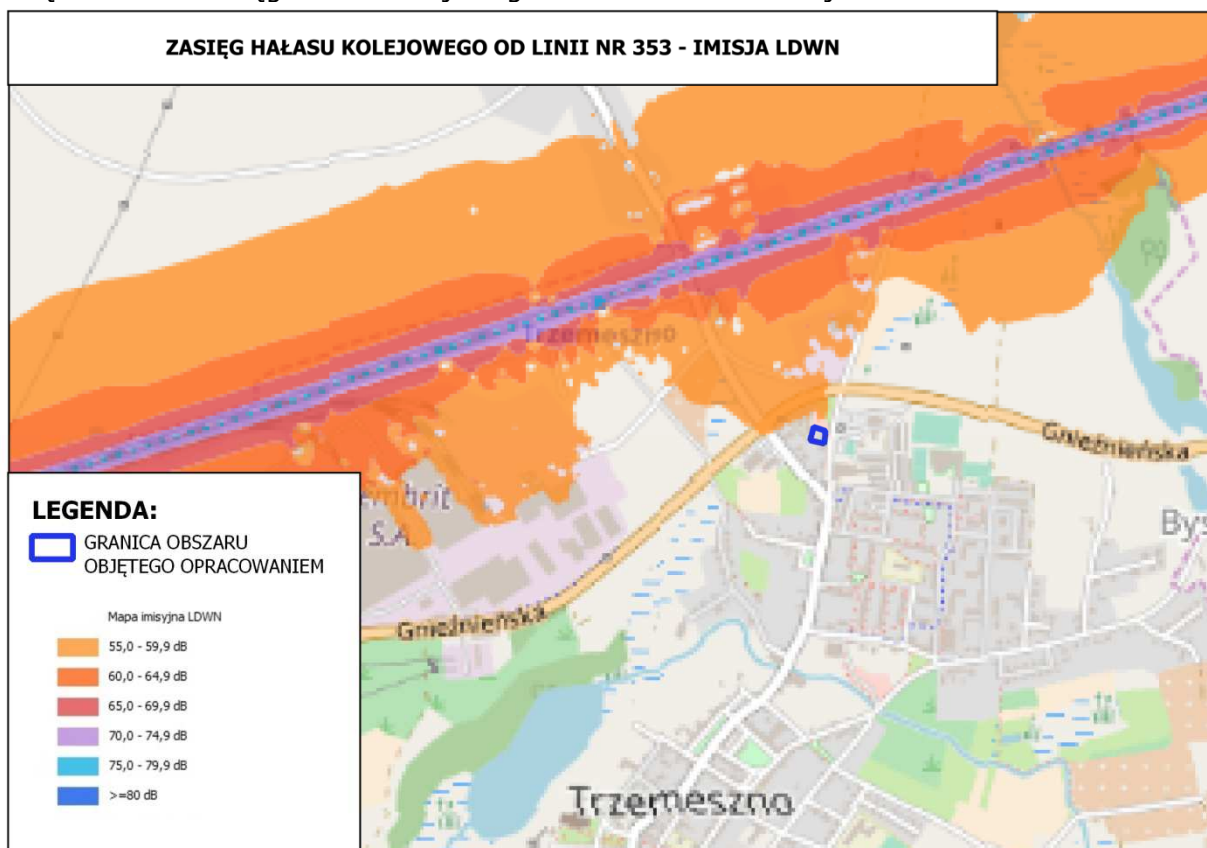 ZASIĘG HAŁASU KOLEJOWEGO OD LINII NR 353 - IMISJA LDWN
Trzemeszno
Gnieźnieńska
S.A.
Gnieźnieńska
Trzemeszno
LEGENDA:
GRANICA OBSZARU
OBJĘTEGO OPRACOWANIEM
Mapa imisyjna LDWN
55,0 - 59,9 dB
60,0 - 64,9 dB
65,0 - 69,9 dB
70,0 - 74,9 dB
75,0 - 79,9 dB
>=80 dB